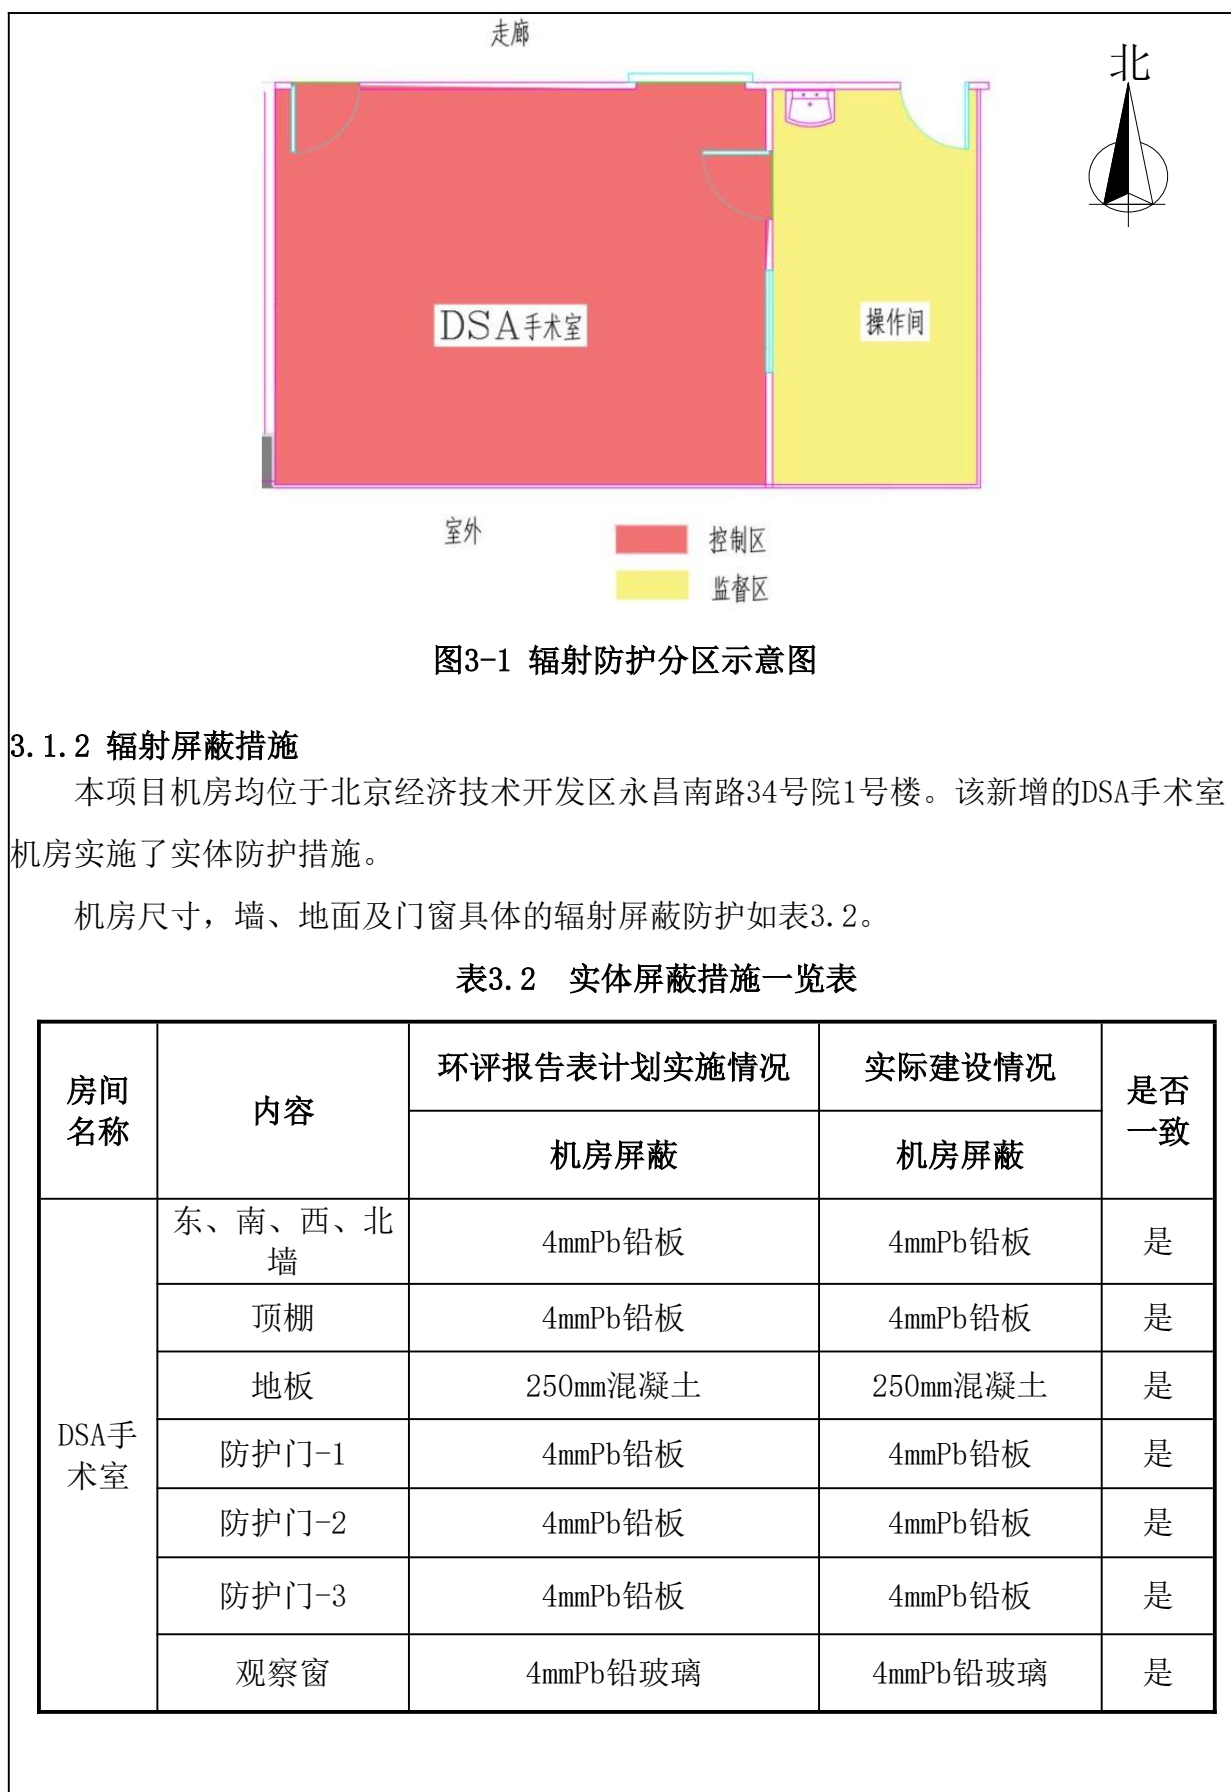 走廊
北
DSA手术室
操作间
室外
控制区
监督区
图3-1 辐射防护分区示意图
3.1.2 辐射屏蔽措施
本项目机房均位于北京经济技术开发区永昌南路34号院1号楼。该新增的DSA手术室
机房实施了实体防护措施。
机房尺寸，墙、地面及门窗具体的辐射屏蔽防护如表3.2。
表3.2 实体屏蔽措施一览表
房间
名称
内容
环评报告表计划实施情况
实际建设情况
是否
一致
机房屏蔽
机房屏蔽
DSA手
术室
东、南、西、北
墙
4mmPb铅板
4mmPb铅板
是
顶棚
4mmPb铅板
4mmPb铅板
是
地板
250mm混凝土
250mm混凝土
是
防护门-1
4mmPb铅板
4mmPb铅板
是
防护门-2
4mmPb铅板
4mmPb铅板
是
防护门-3
4mmPb铅板
4mmPb铅板
是
观察窗
4mmPb铅玻璃
4mmPb铅玻璃
是